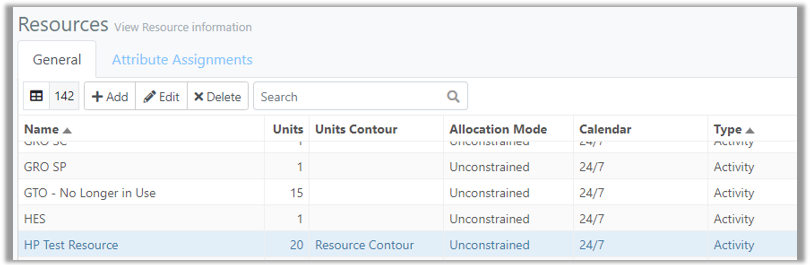 Resources View Resource information
General Attribute Assignments
142 Add Edit Delete Search
Name Units Units Contour Allocation Mode Calendar Type
GRO SC 1 Unconstrained 24/7 Activity
GRO SP 1 Unconstrained 24/7 Activity
GTO - No Longer in Use 15 Unconstrained 24/7 Activity
HES 1 Unconstrained 24/7 Activity
HP Test Resource 20 Resource Contour Unconstrained 24/7 Activity